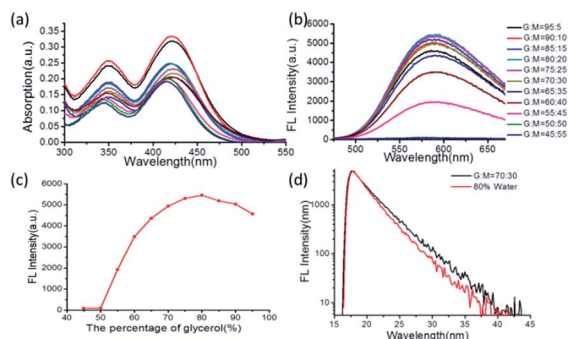 (a)
0.35
0.30
0.25
0.20
0.15
0.10
0.05
0.00
Absorption(a.u.)
300 350 400 450 500 550
Wavelength(nm)
(b)
6000
5000
4000
3000
2000
1000
0
FL Intensity(a.u.)
500 550 600 650
Wavelength(nm)
G:M=95:5
G:M=90:10
G:M=85:15
G:M=80:20
G:M=75:25
G:M=70:30
G:M=65:35
G:M=60:40
G:M=55:45
G:M=50:50
G:M=45:55
(c)
6000
5000
4000
3000
2000
1000
0
FL Intensity(a.u.)
40 50 60 70 80 90 100
The percentage of glycerol(%)
(d)
G:M=70:30
80% Water
1000
100
10
FL Intensity(a.u.)
15 20 25 30 35 40 45
Wavelength(nm)